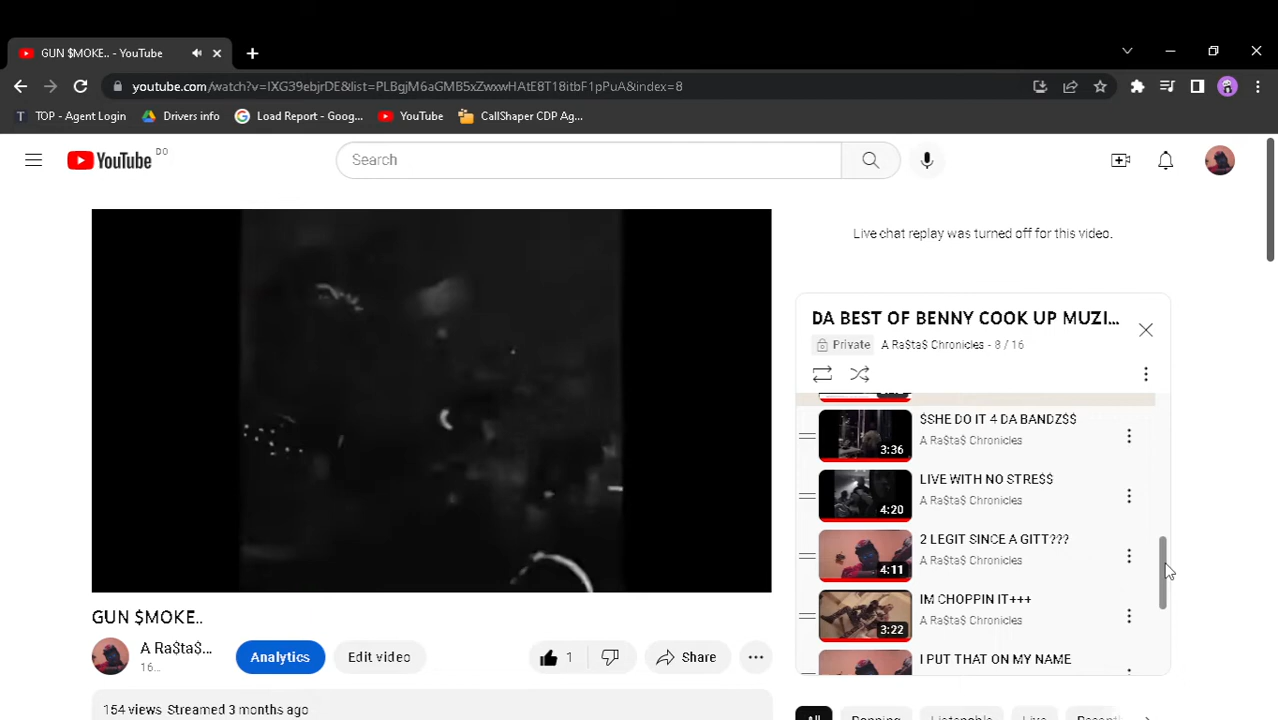 GUN $MOKE.. - YouTube
youtube.com/watch?v=IXG39ebjrDE&list=PLBgjM6aGMB5xZwxwHAtE8T18itbF1pPuA&index=8
T TOP - Agent Login
Drivers info
Load Report - Goog...
YouTube
CallShaper CDP Ag...
YouTube DO
Search
Live chat replay was turned off for this video.
DA BEST OF BENNY COOK UP MUZI...
Private
A Ra$ta$ Chronicles - 8 / 16
$SHE DO IT 4 DA BANDZ$$
A Ra$ta$ Chronicles
3:36
LIVE WITH NO STRE$$
A Ra$ta$ Chronicles
4:20
2 LEGIT SINCE A GITT???
A Ra$ta$ Chronicles
4:11
IM CHOPPIN IT+++
A Ra$ta$ Chronicles
3:22
I PUT THAT ON MY NAME
GUN $MOKE..
A Ra$ta$...
16...
Analytics
Edit video
1
Share
154 views Streamed 3 months ago
All
Live